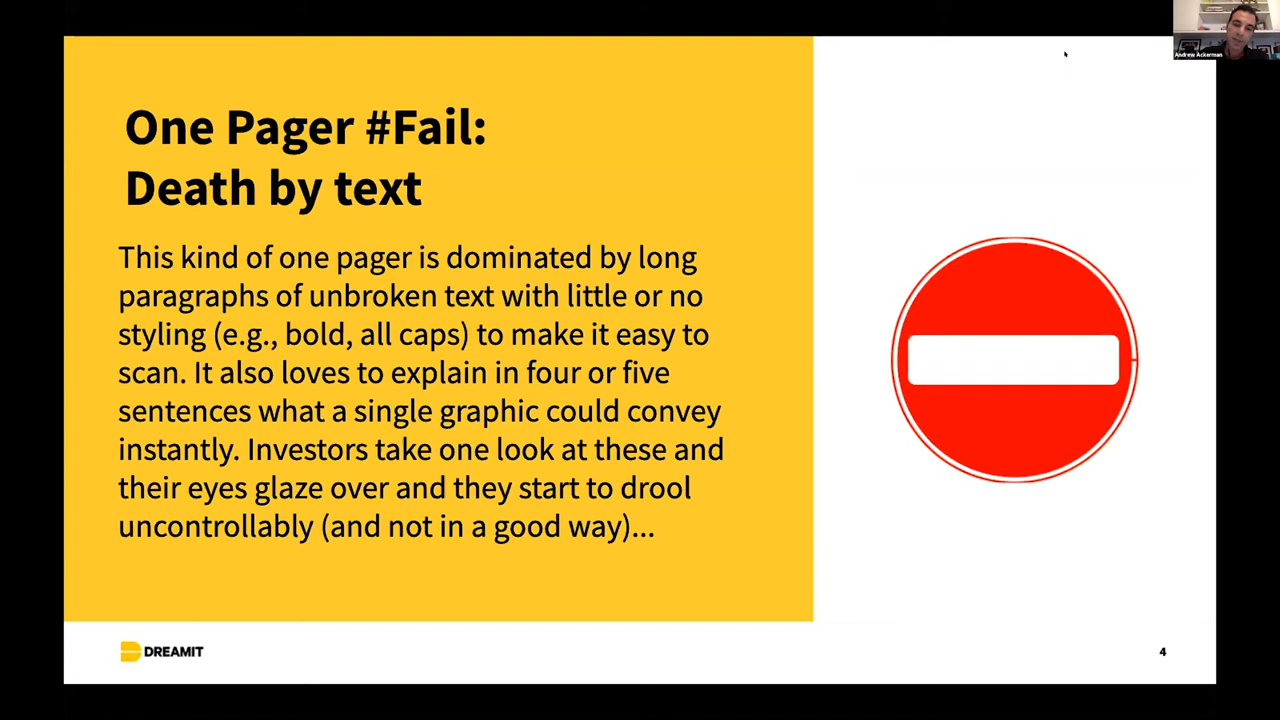 Andrew Ackerman
One Pager #Fail:
Death by text
This kind of one pager is dominated by long
paragraphs of unbroken text with little or no
styling (e.g., bold, all caps) to make it easy to
scan. It also loves to explain in four or five
sentences what a single graphic could convey
instantly. Investors take one look at these and
their eyes glaze over and they start to drool
uncontrollably (and not in a good way)...
DREAMIT
4